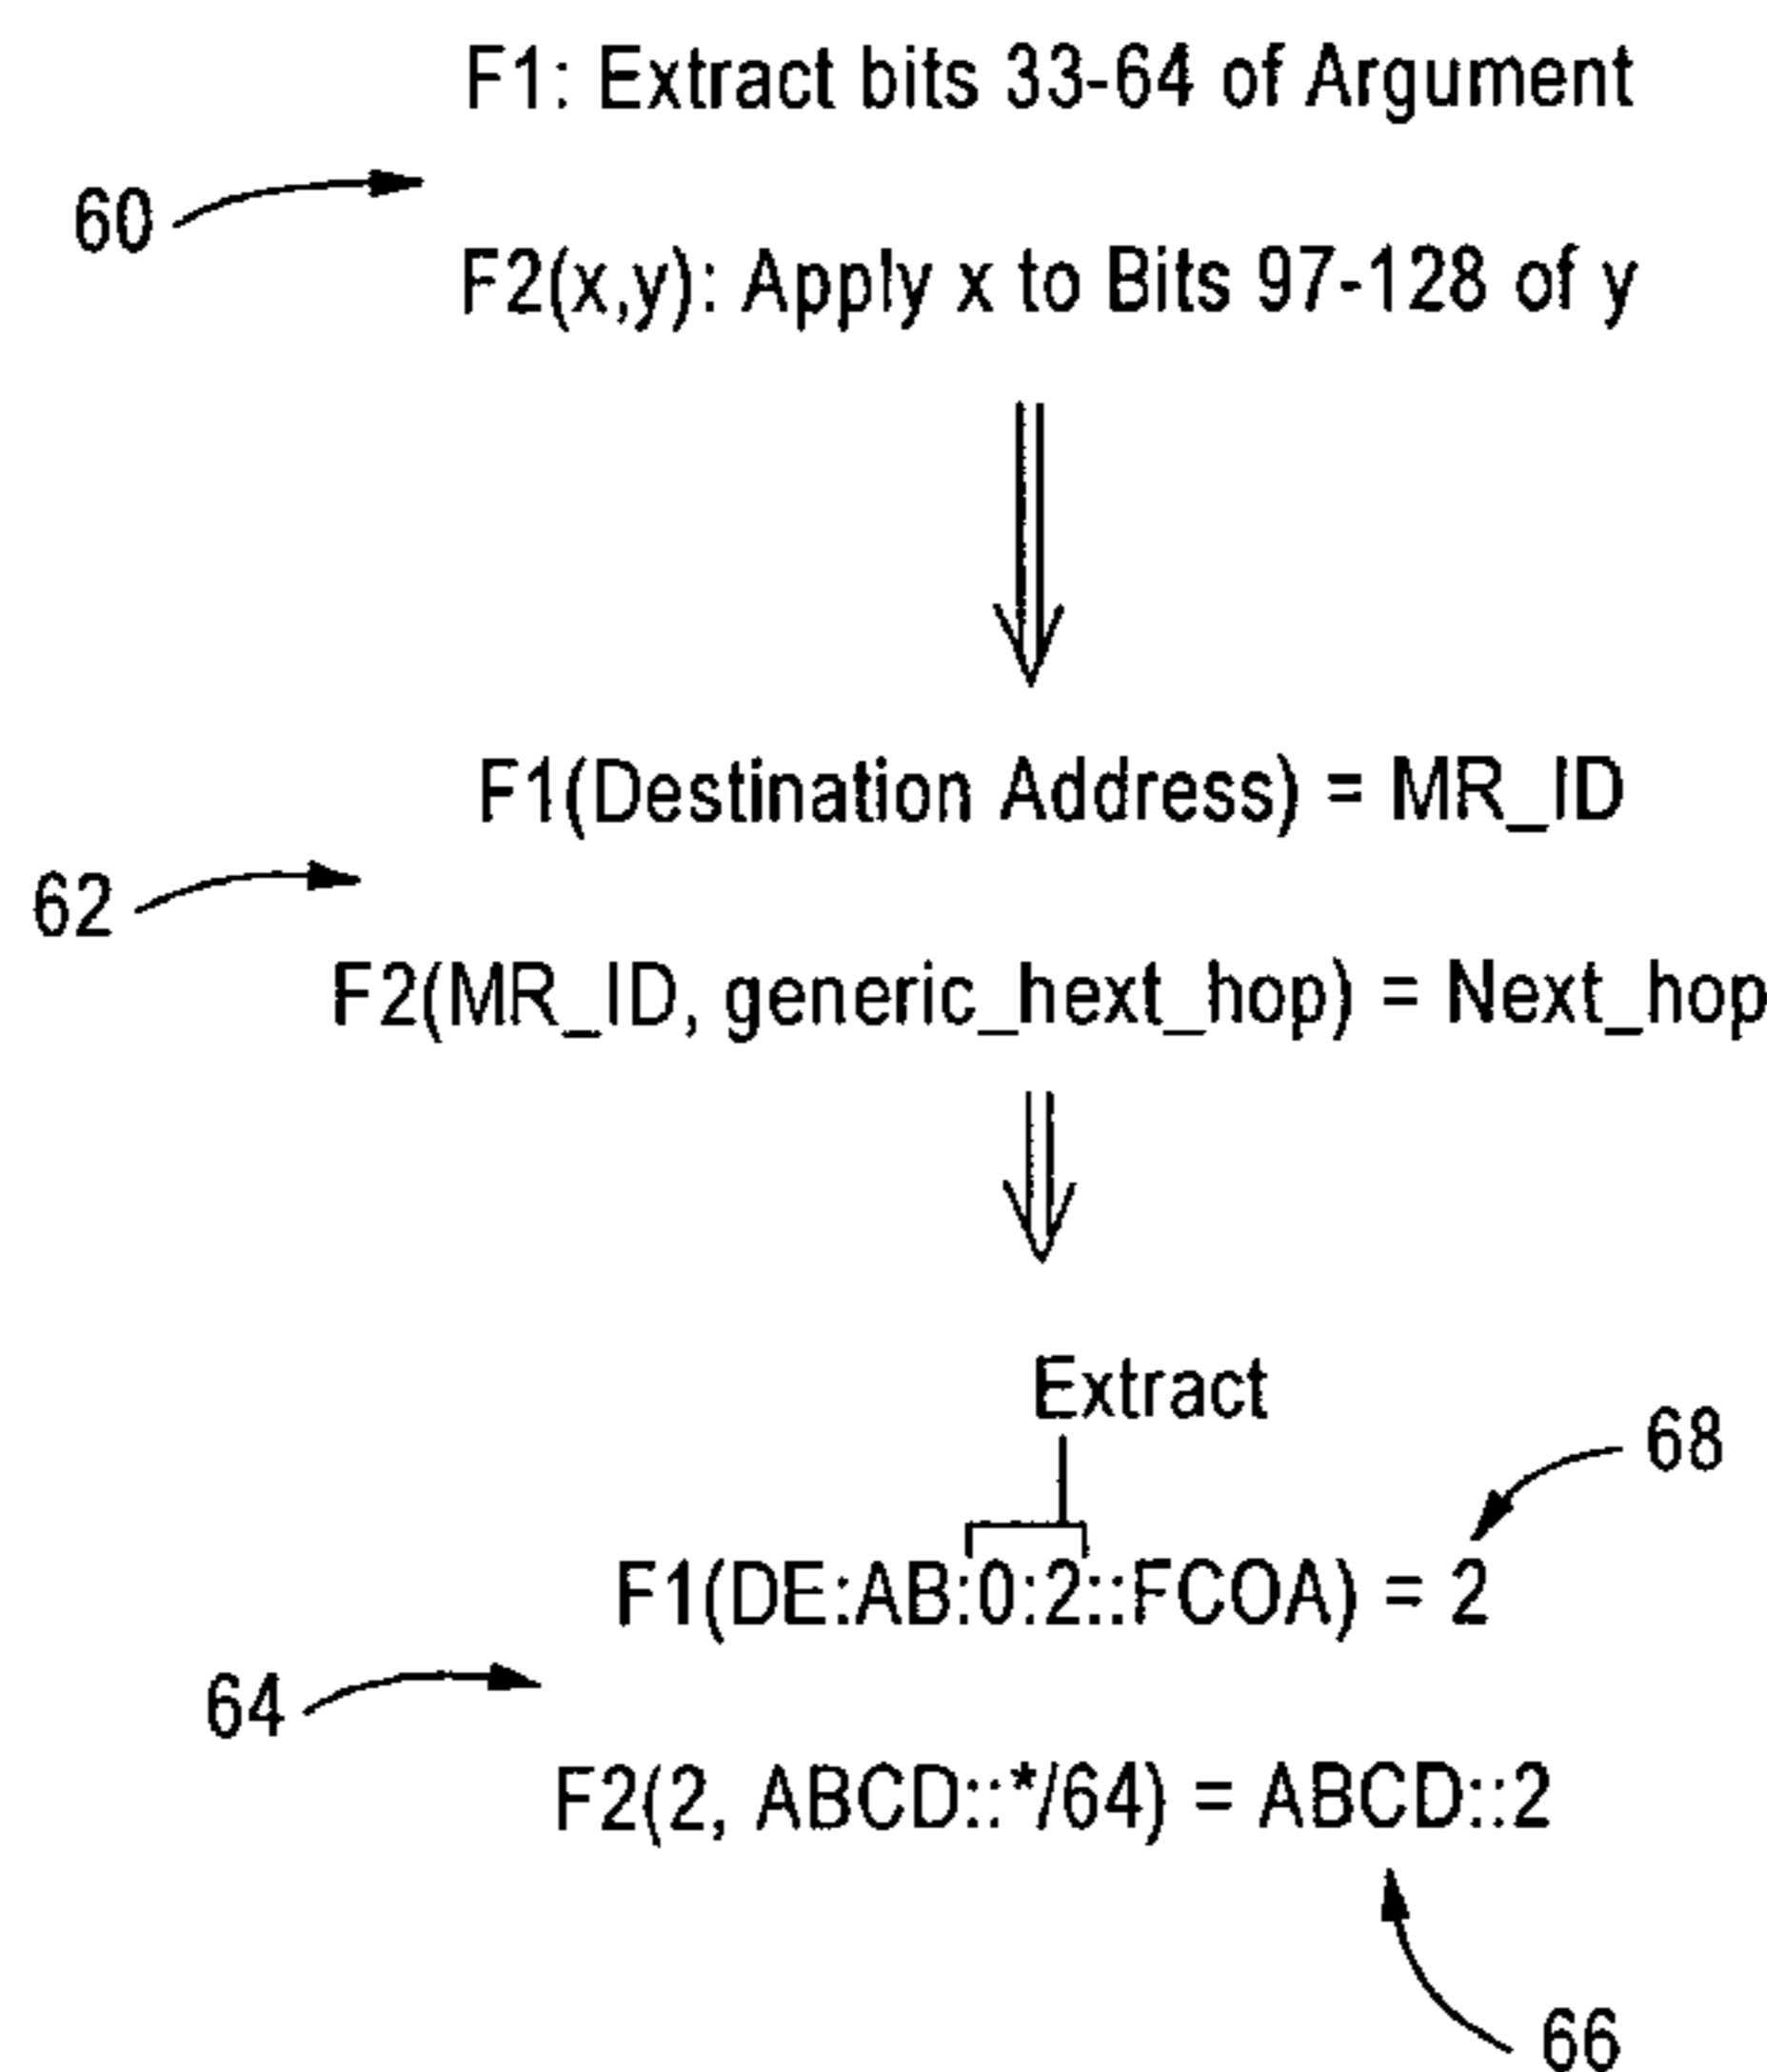 F1: Extract bits 33-64 of Argument
60
F2(x,y): Apply x to Bits 97-128 of y
F1(Destination Address) = MR_ID
62
F2(MR_ID, generic_hext_hop) = Next_hop
Extract
68
F1(DE:AB:0:2::FCOA) = 2
64
F2(2, ABCD::*/64) = ABCD::2
66